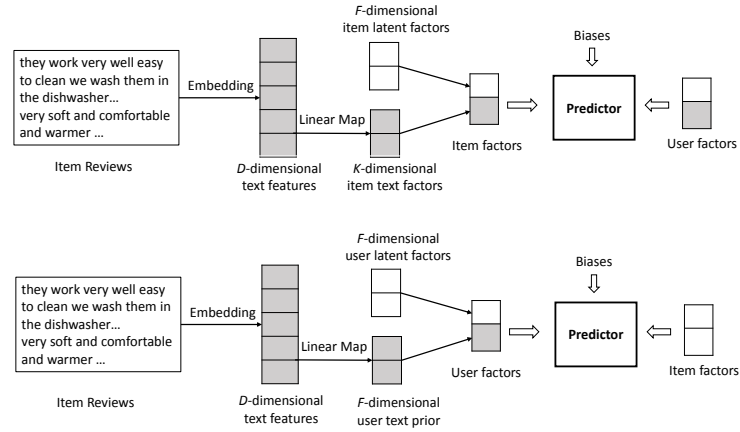 F-dimensional
item latent factors
they work very well easy
to clean we wash them in
the dishwasher...
very soft and comfortable
and warmer ...
Item Reviews
Embedding
D-dimensional
text features
Linear Map
K-dimensional
item text factors
Item factors
Biases
Predictor
User factors
F-dimensional
user latent factors
they work very well easy
to clean we wash them in
the dishwasher...
very soft and comfortable
and warmer ...
Item Reviews
Embedding
D-dimensional
text features
Linear Map
F-dimensional
user text prior
User factors
Biases
Predictor
Item factors